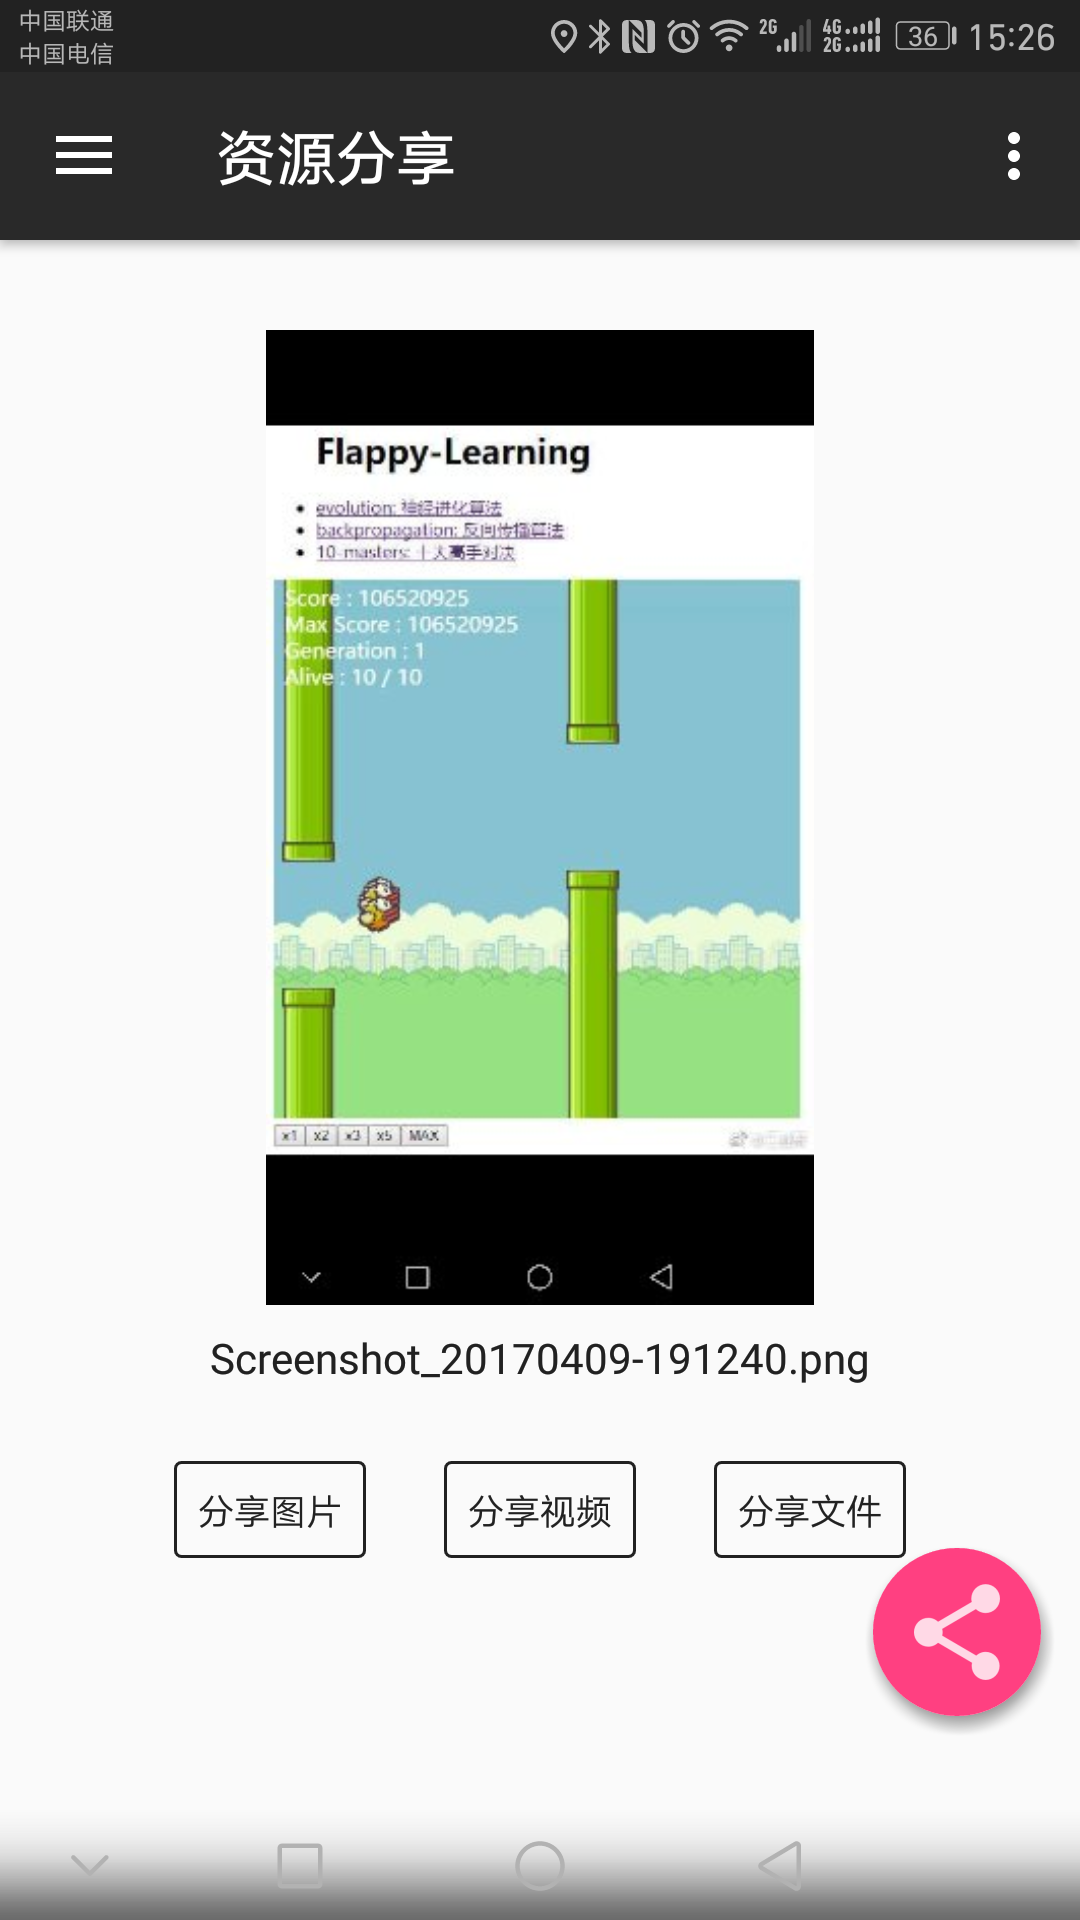 中国联通
中国电信
2G
4G
2G
36
15:26
资源分享
Flappy-Learning
evolution: 神经进化算法
backpropagation: 反向传播算法
10-masters: 十大高手对决
Score : 106520925
Max Score : 106520925
Generation : 1
Alive : 10 / 10
x1 x2 x3 x5 MAX
Screenshot_20170409-191240.png
分享图片 分享视频 分享文件